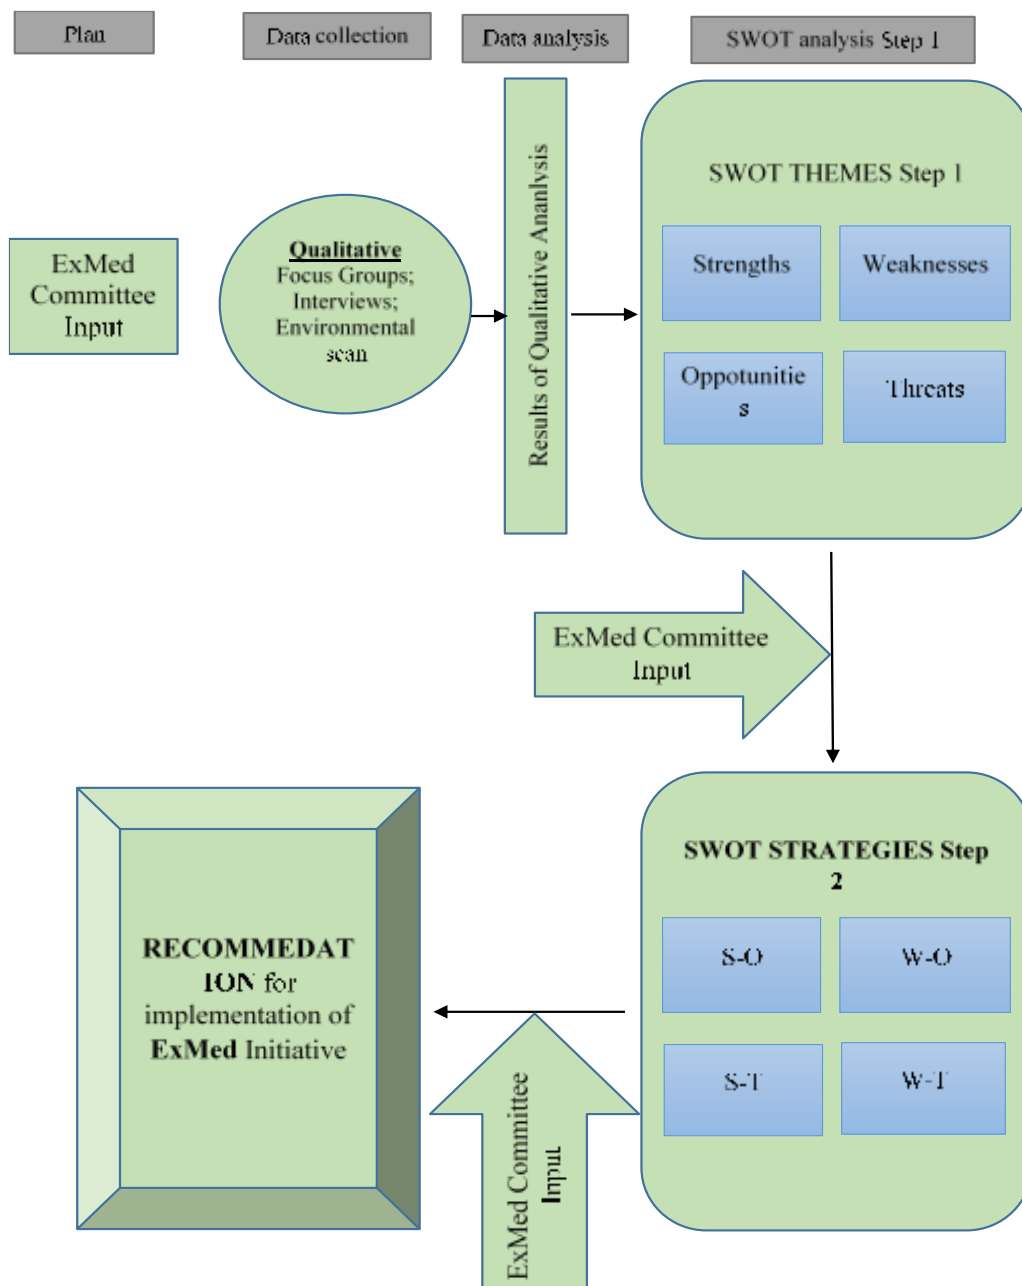 Plan
Data collection
Data analysis
SWOT analysis Step 1
ExMed
Committee
Input
Qualitative
Focus Groups;
Interviews;
Environmental
scan
Results of Qualitative Ananlysis
SWOT THEMES Step 1
Strengths
Weaknesses
Oppotunitie
s
Threats
ExMed Committee
Input
SWOT STRATEGIES Step
2
S-O
W-O
S-T
W-T
ExMed Committee
Input
RECOMMEDAT
ION for
implementation of
ExMed Initiative